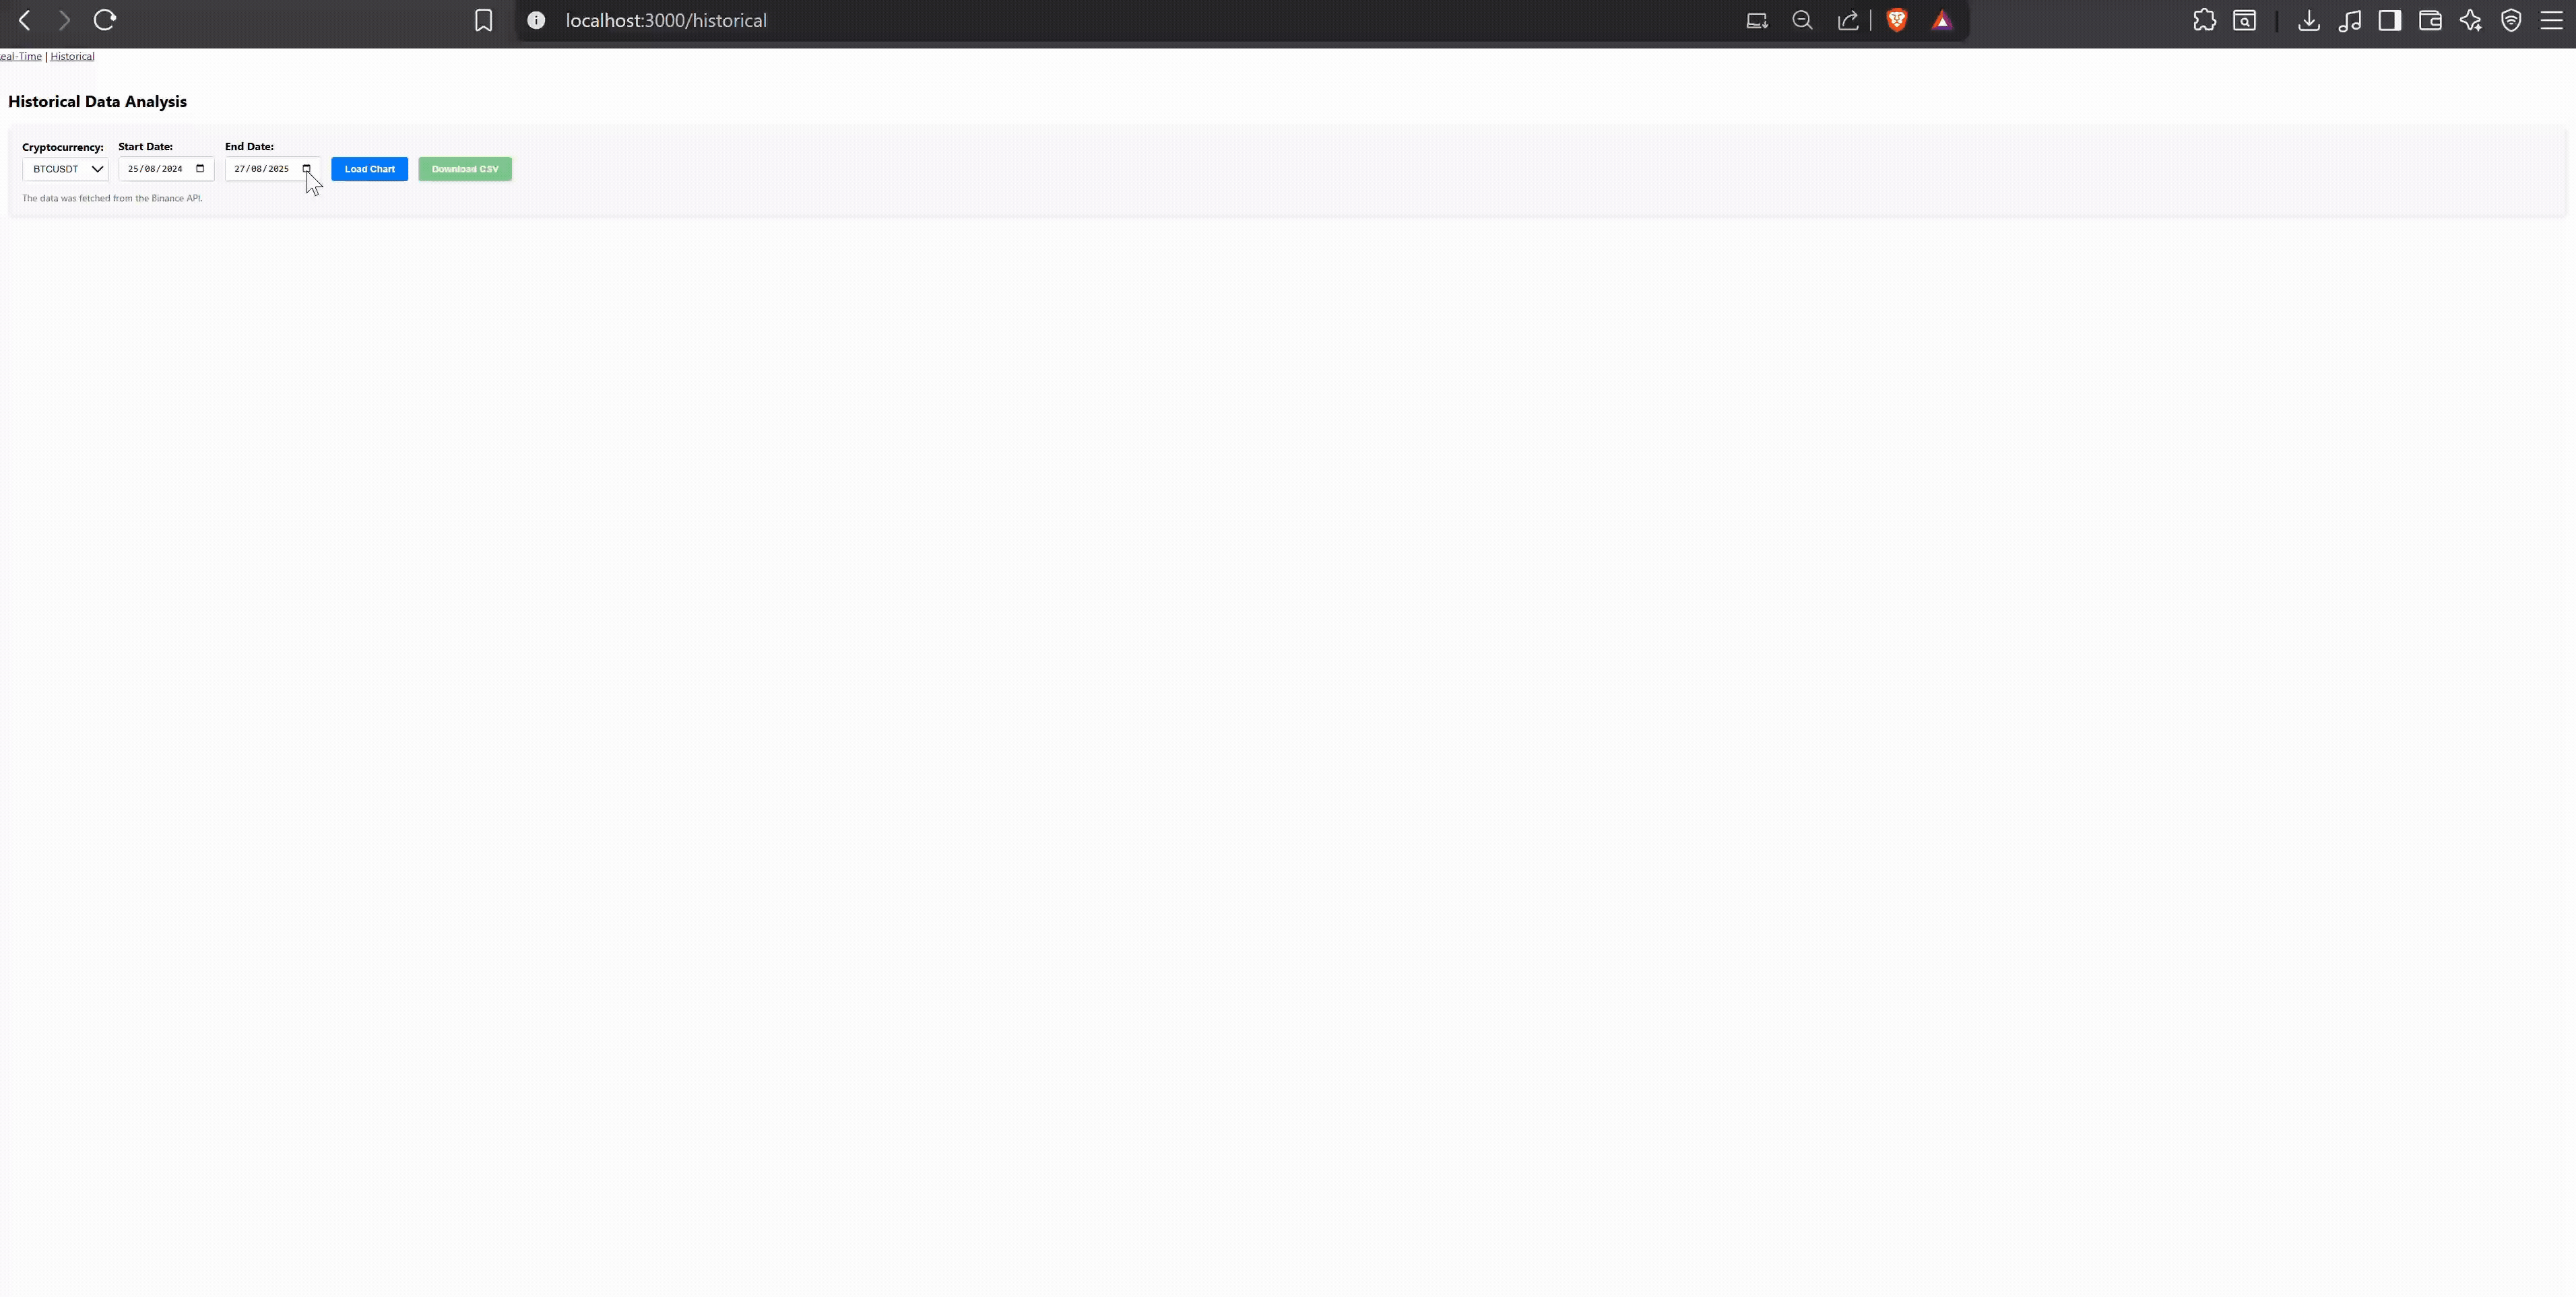 localhost:3000/historical
eal-Time | Historical
Historical Data Analysis
Cryptocurrency: Start Date: End Date:
BTCUSDT 25/08/2024 27/08/2025 Load Chart Download CSV
The data was fetched from the Binance API.